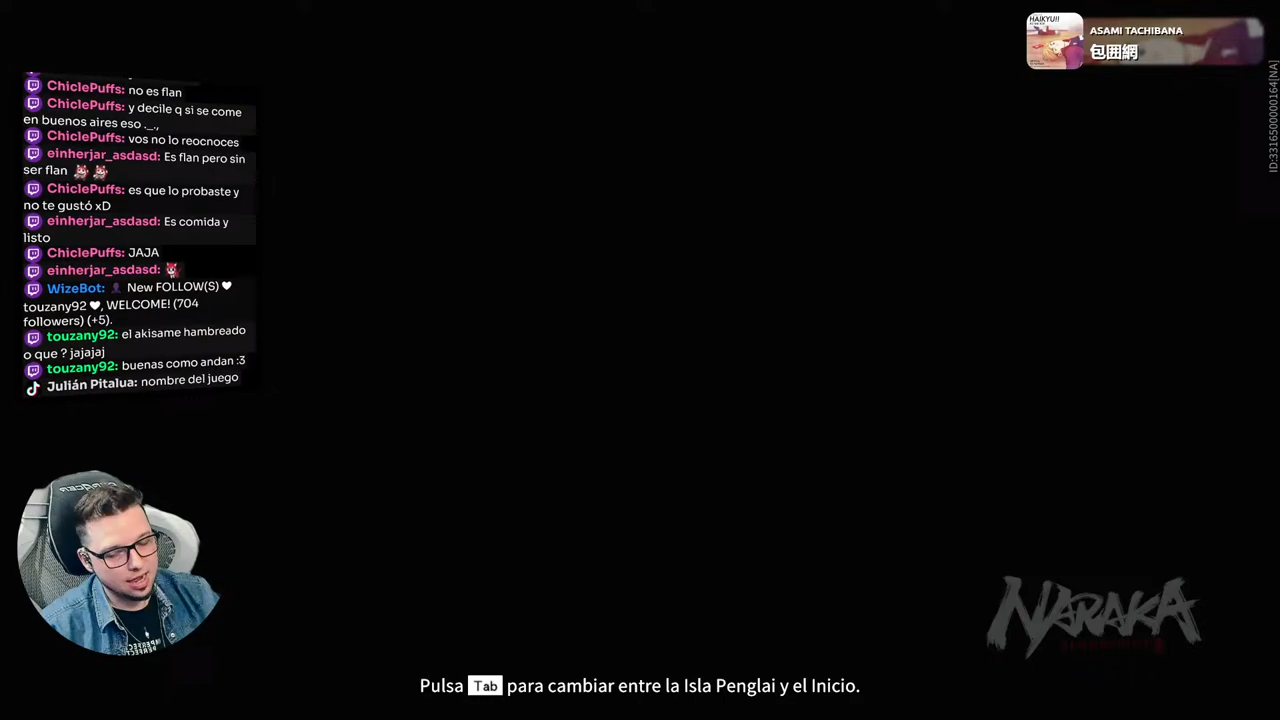 HAIKYU!!
ASAMI TACHIBANA
包囲網
ID:3316500000164[NA]
ChiclePuffs: no es flan
ChiclePuffs: y decile q si se come
en buenos aires eso ._.,
ChiclePuffs: vos no lo reocnoces
einherjar_asdasd: Es flan pero sin
ser flan
ChiclePuffs: es que lo probaste y
no te gustó xD
einherjar_asdasd: Es comida y
listo
ChiclePuffs: JAJA
einherjar_asdasd:
WizeBot: New FOLLOW(S)
touzany92, WELCOME! (704
followers) (+5).
touzany92: el akisame hambreado
o que ? jajajaj
touzany92: buenas como andan :3
Julián Pitalua: nombre del juego
NARAKA
Pulsa Tab para cambiar entre la Isla Penglai y el Inicio.